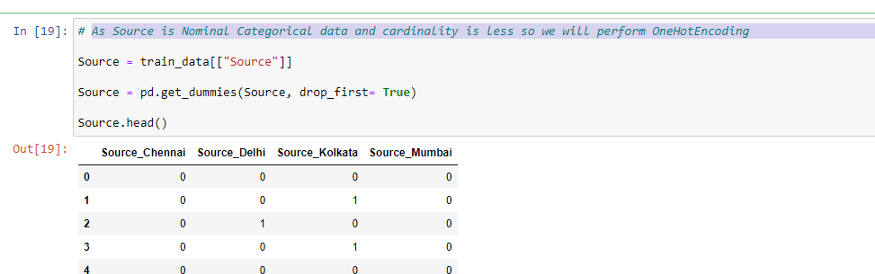 In [19]: # As Source is Nominal Categorical data and cardinality is less so we will perform OneHotEncoding
Source = train_data[["Source"]]
Source = pd.get_dummies(Source, drop_first= True)
Source.head()
Out[19]:
Source_Chennai Source_Delhi Source_Kolkata Source_Mumbai
0 0 0 0 0
1 0 0 1 0
2 0 1 0 0
3 0 0 1 0
4 0 0 0 0